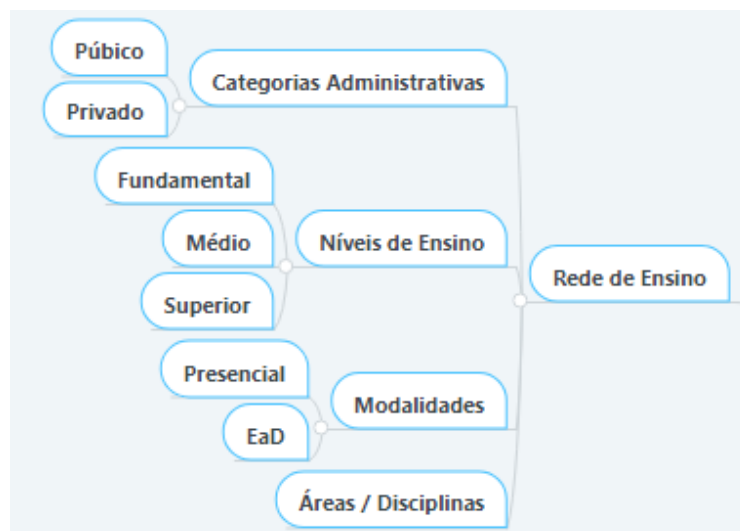 Púbico
Categorias Administrativas
Privado
Fundamental
Médio
Níveis de Ensino
Rede de Ensino
Superior
Presencial
Modalidades
EaD
Áreas / Disciplinas